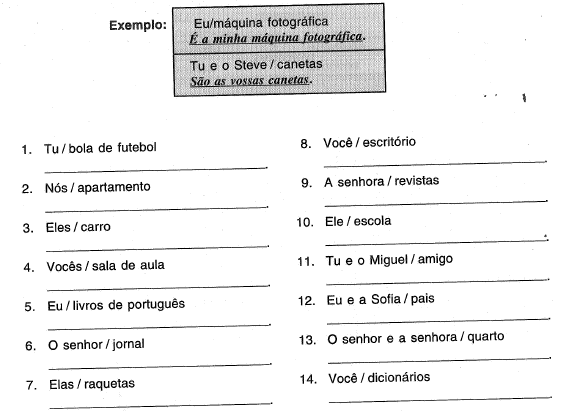 Exemplo:
Eu/máquina fotográfica
É a minha máquina fotográfica.
Tu e o Steve / canetas
São as vossas canetas.
1. Tu / bola de futebol
2. Nós / apartamento
3. Eles / carro
4. Vocês / sala de aula
5. Eu / livros de português
6. O senhor / jornal
7. Elas / raquetas
8. Você / escritório
9. A senhora / revistas
10. Ele / escola
11. Tu e o Miguel / amigo
12. Eu e a Sofia / pais
13. O senhor e a senhora / quarto
14. Você / dicionários